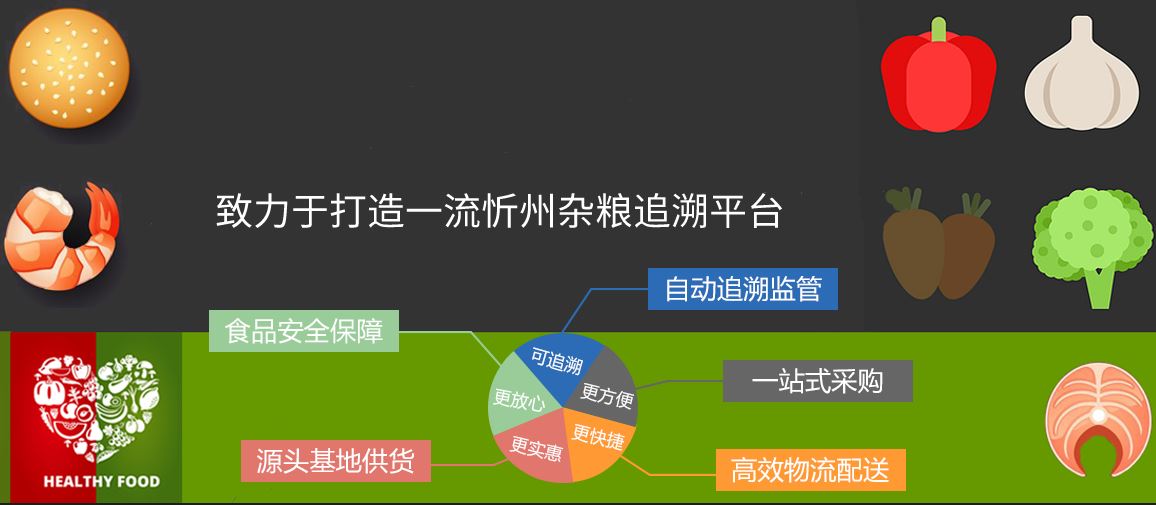 致力于打造一流忻州杂粮追溯平台
自动追溯监管
食品安全保障
可追溯
一站式采购
更方便
更放心
更快捷
更实惠
源头基地供货
高效物流配送
HEALTHY FOOD